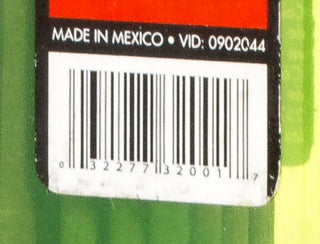 MADE IN MEXICO • VID: 0902044
0 32277 32001 7